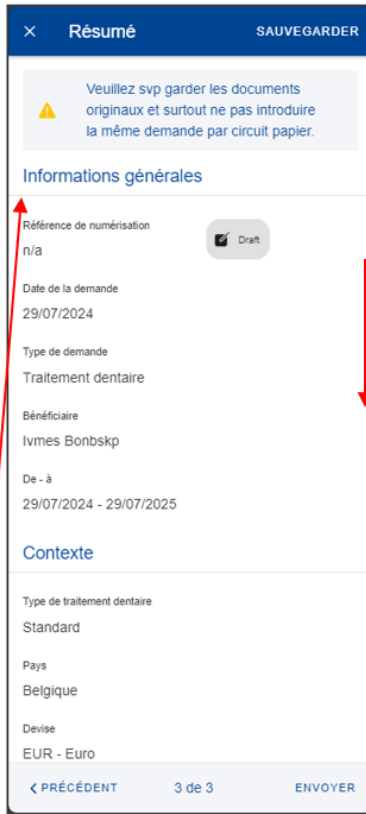 × Résumé SAUVEGARDER
Veuillez svp garder les documents
originaux et surtout ne pas introduire
la même demande par circuit papier.
Informations générales
Référence de numérisation
n/a
Draft
Date de la demande
29/07/2024
Type de demande
Traitement dentaire
Bénéficiaire
Ivmes Bonbskp
De - à
29/07/2024 - 29/07/2025
Contexte
Type de traitement dentaire
Standard
Pays
Belgique
Devise
EUR - Euro
PRÉCÉDENT 3 de 3 ENVOYER